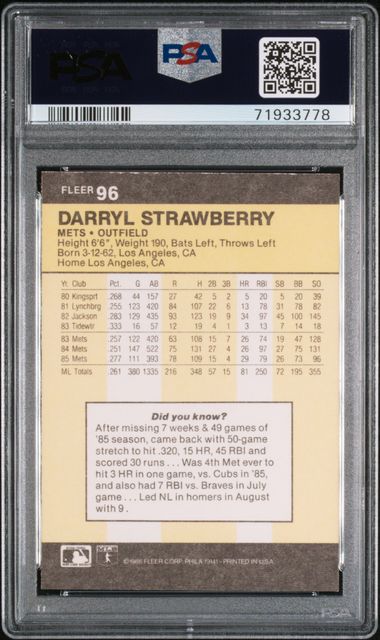 PSA
PSA
71933778
FLEER 96
DARRYL STRAWBERRY
METS • OUTFIELD
Height 6'6", Weight 190, Bats Left, Throws Left
Born 3-12-62, Los Angeles, CA
Home Los Angeles, CA
Yr. Club Pct. G AB R H 2B 3B HR RBI SB BB SO
80 Kingsprt .268 44 157 27 42 5 2 5 20 5 20 39
81 Lynchbrg .255 123 420 84 107 22 6 13 78 31 82
82 Jackson .283 129 435 93 123 19 9 34 97 45 100 145
83 Tidewtr .333 16 57 12 19 4 1 3 13 7 14 18
83 Mets .257 122 420 63 108 15 7 26 74 19 47 128
84 Mets .251 147 522 75 131 27 4 26 97 27 75 131
85 Mets .277 111 393 78 109 15 4 29 79 26 73 96
ML Totals .261 380 1335 216 348 57 15 81 250 72 195 355
Did you know?
After missing 7 weeks & 49 games of
'85 season, came back with 50-game
stretch to hit .320, 15 HR, 45 RBI and
scored 30 runs . . . Was 4th Met ever to
hit 3 HR in one game, vs. Cubs in '85,
and also had 7 RBI vs. Braves in July
game . . . Led NL in homers in August
with 9 .
©1986 FLEER CORP. PHILA 19141 - PRINTED IN U.S.A.
PSA